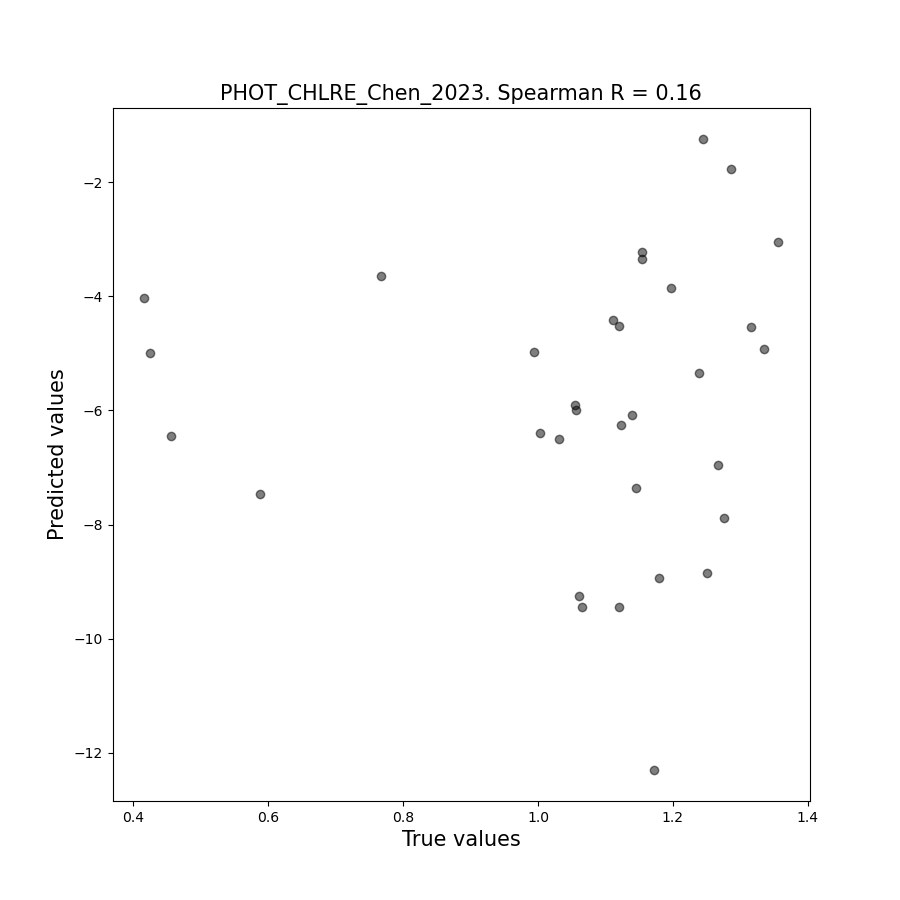 PHOT_CHLRE_Chen_2023. Spearman R = 0.16
−2
−4
−6
−8
−10
−12
Predicted values
0.4 0.6 0.8 1.0 1.2 1.4
True values